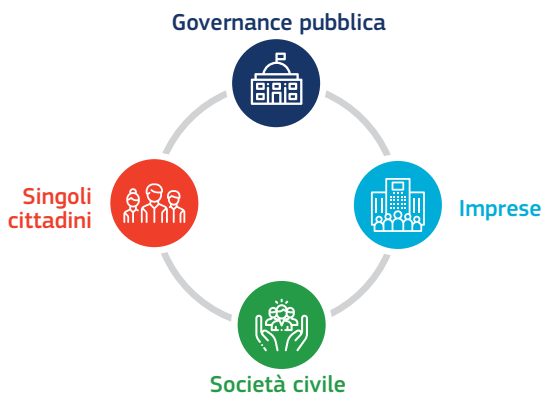 Governance pubblica
Singoli
cittadini
Imprese
Società civile